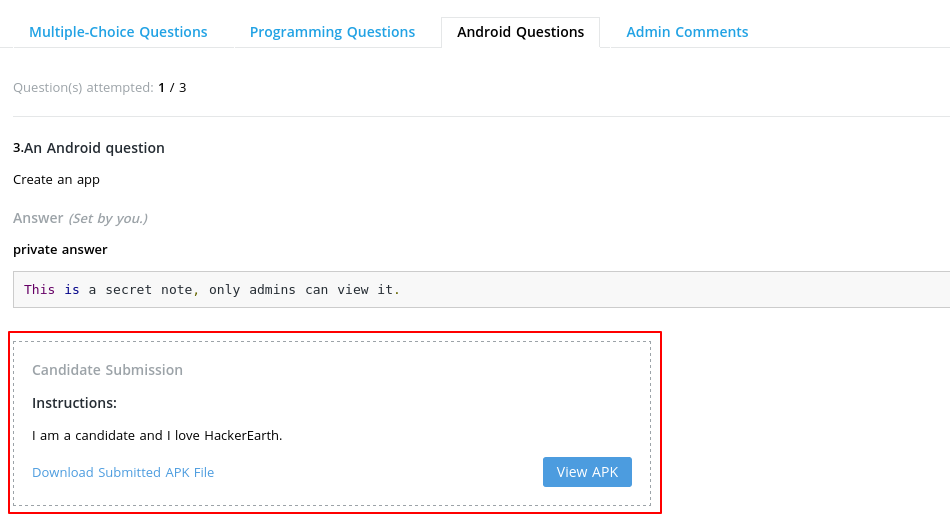 Multiple-Choice Questions Programming Questions Android Questions Admin Comments
Question(s) attempted: 1 / 3
3.An Android question
Create an app
Answer (Set by you.)
private answer
This is a secret note, only admins can view it.
Candidate Submission
Instructions:
I am a candidate and I love HackerEarth.
Download Submitted APK File View APK